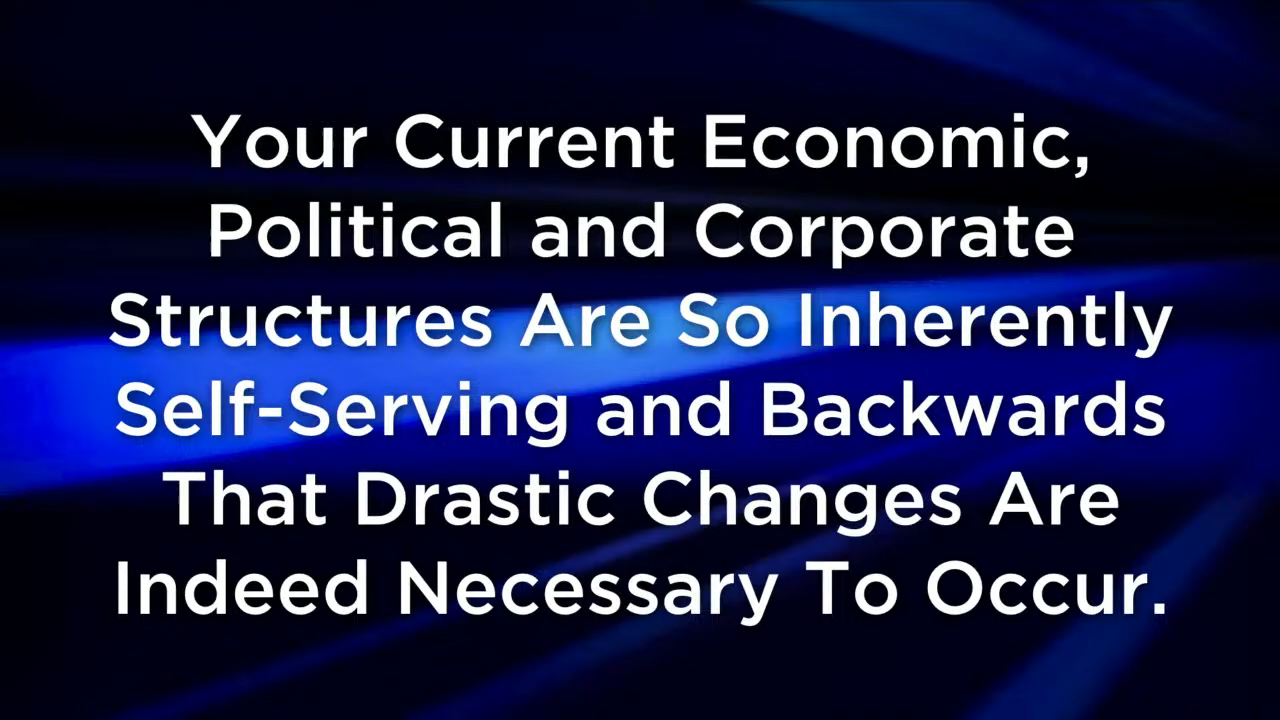 Your Current Economic,
Political and Corporate
Structures Are So Inherently
Self-Serving and Backwards
That Drastic Changes Are
Indeed Necessary To Occur.